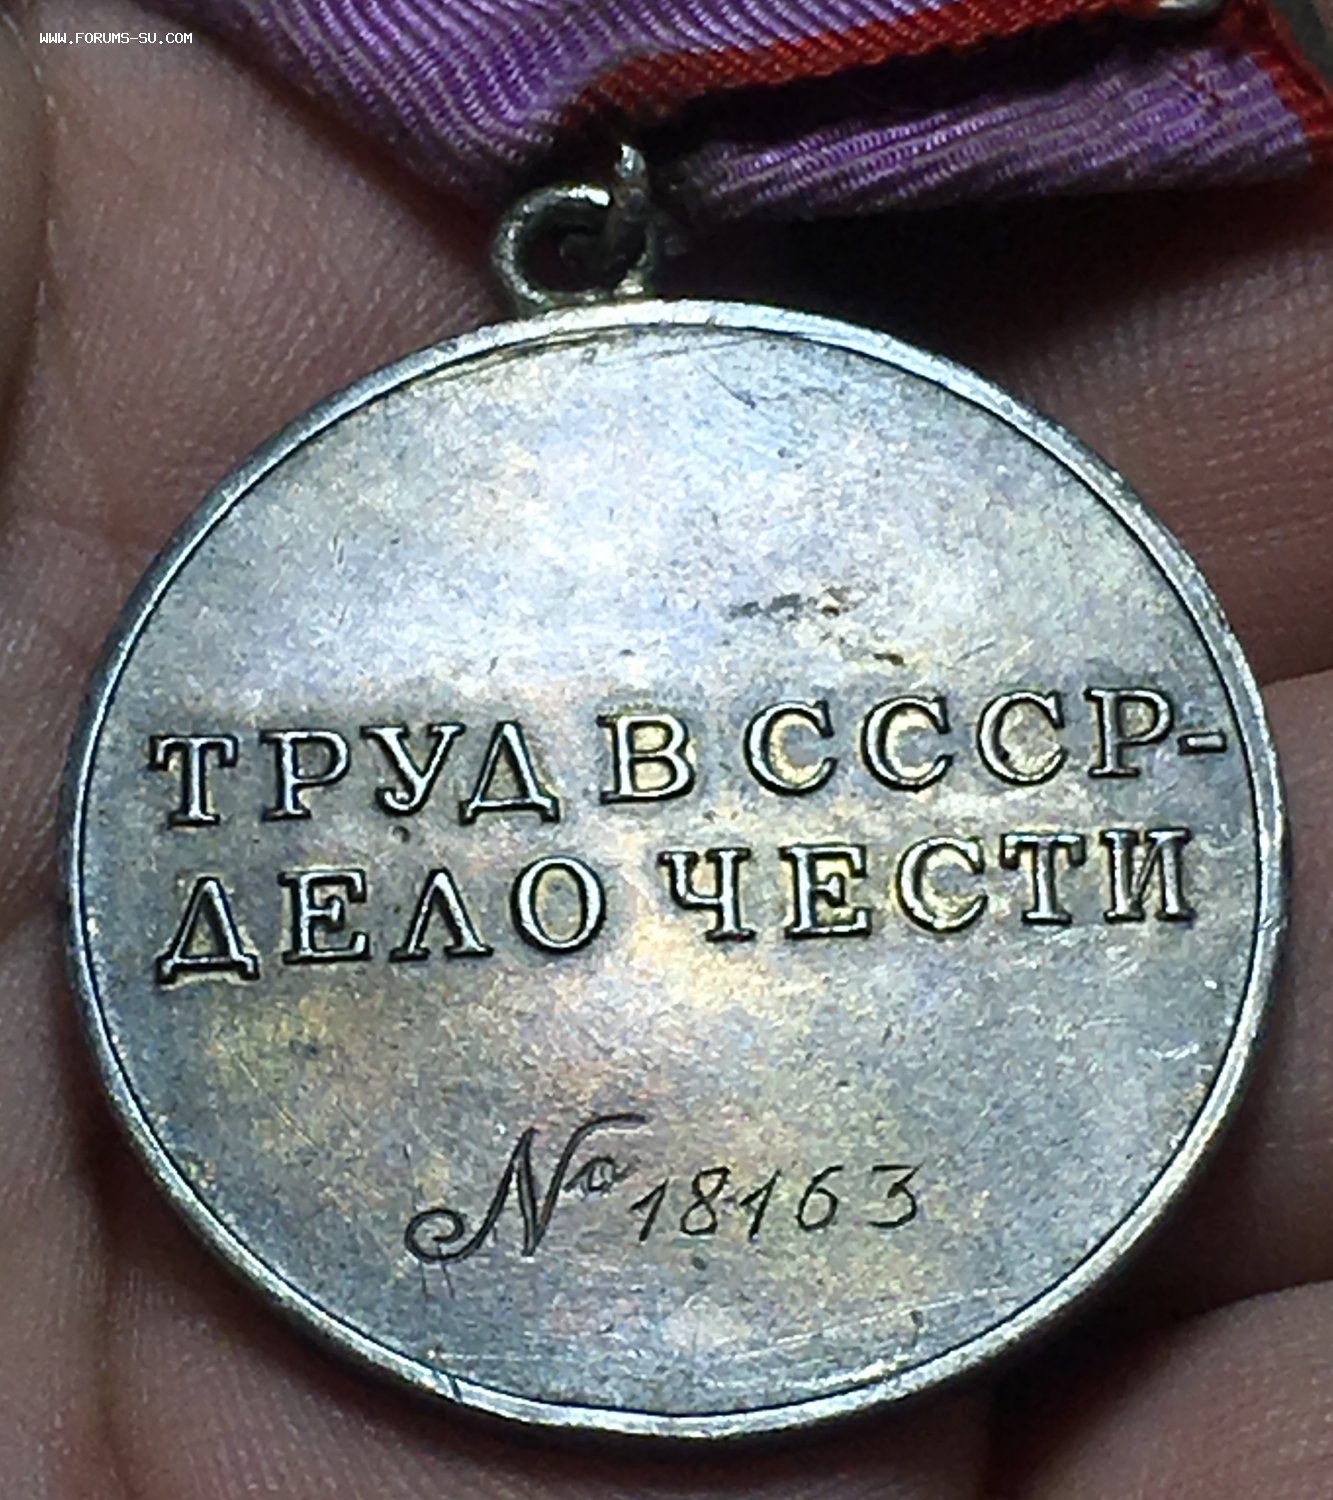 WWW.FORUMS-SU.COM
ТРУД В СССР-
ДЕЛО ЧЕСТИ
№ 18163